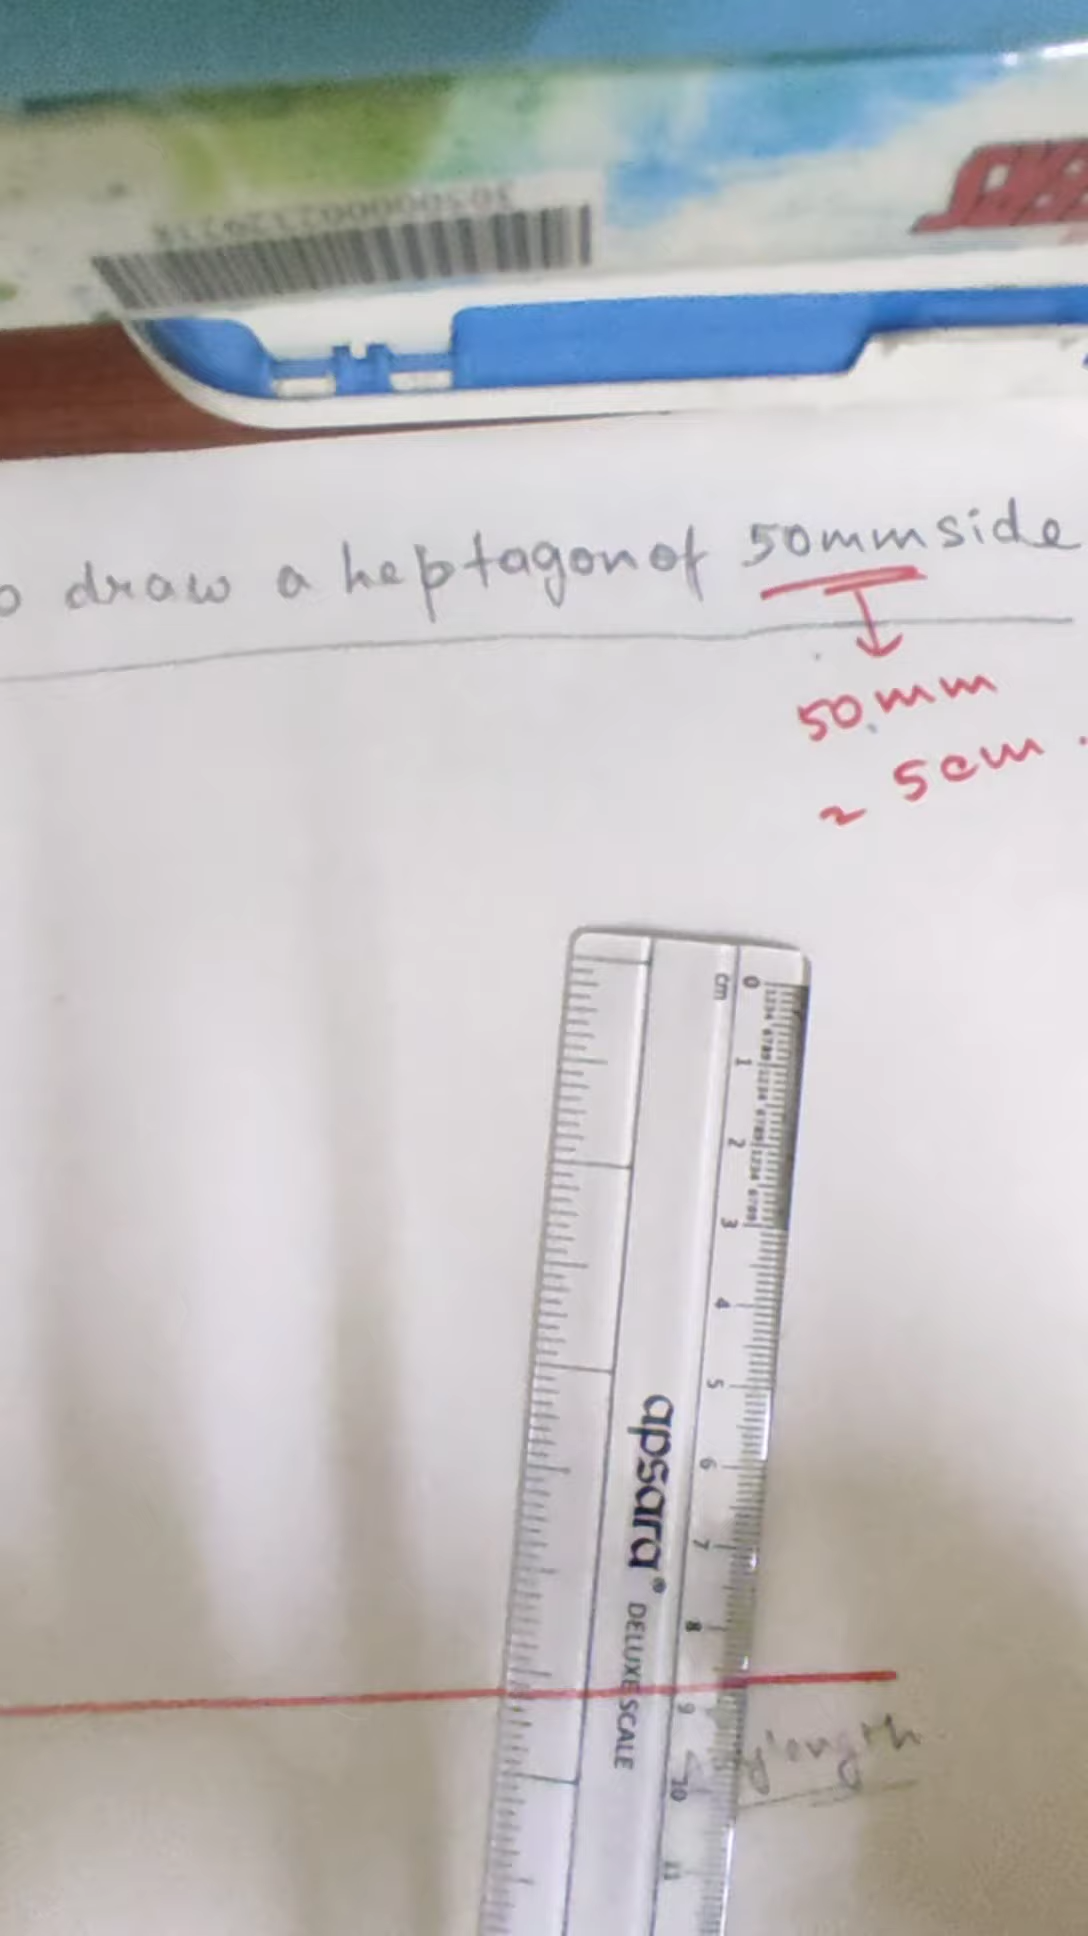 draw a heptagon of 50mm side
50mm
5cm.
cm
0 1 2 3 4 5 6 7 8 9 10 11
apsara®
DELUXE SCALE